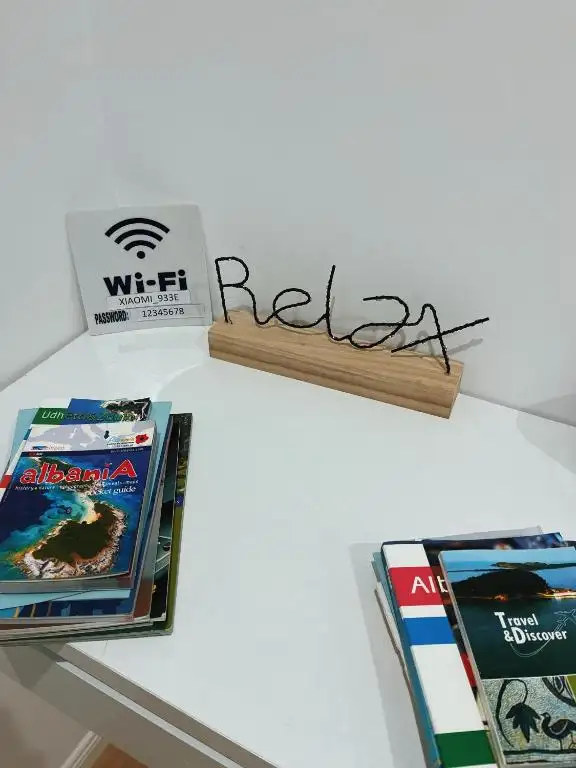 Wi-Fi
XIAOMI_933E
PASSWORD: 12345678
Relax
albaniA
pocket guide
Alb
Travel
& Discover